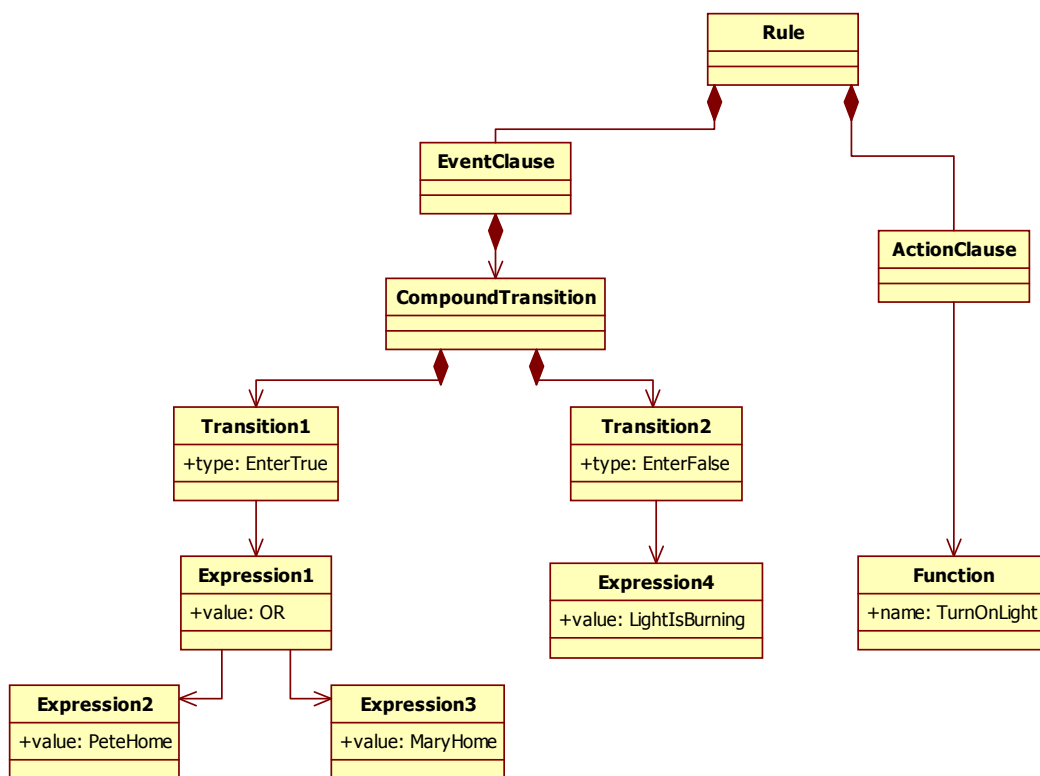 Rule
EventClause
ActionClause
CompoundTransition
Transition1
+type: EnterTrue
Transition2
+type: EnterFalse
Expression1
+value: OR
Expression4
+value: LightIsBurning
Function
+name: TurnOnLight
Expression2
+value: PeteHome
Expression3
+value: MaryHome